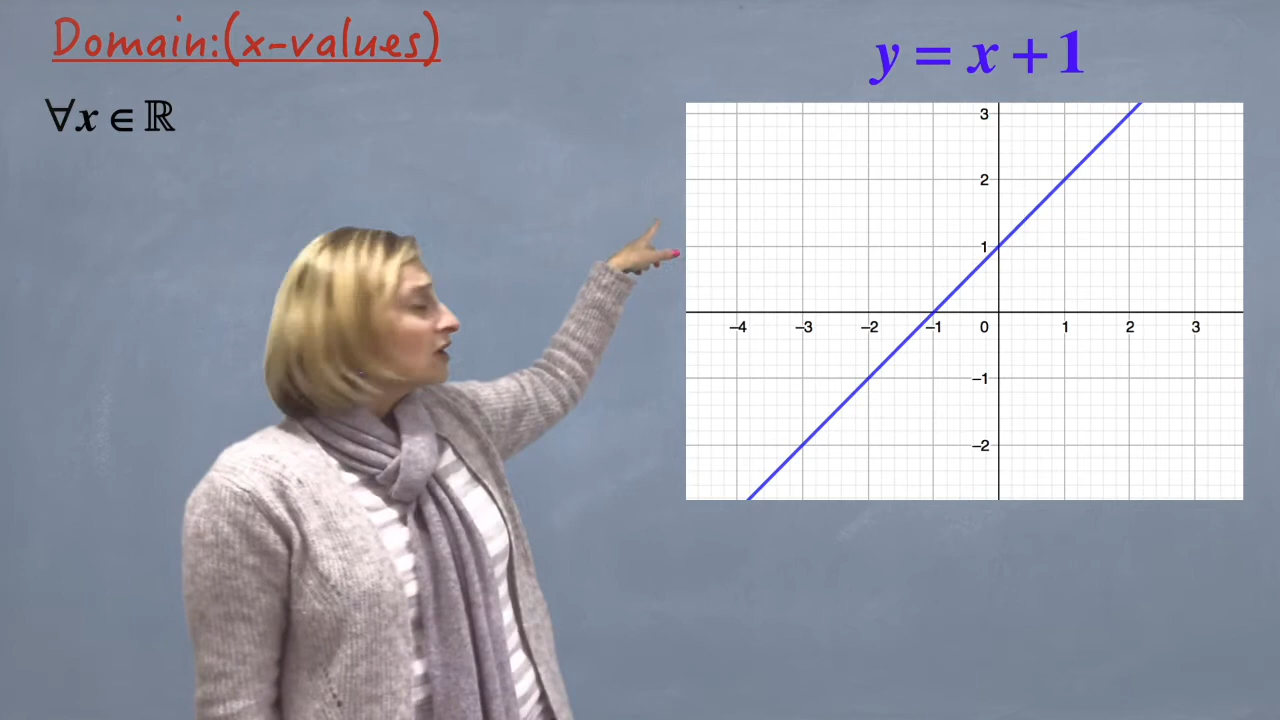 Domain:(x-values)
∀x ∈ ℝ
y = x + 1
3
2
1
−4 −3 −2 −1 0 1 2 3
−1
−2